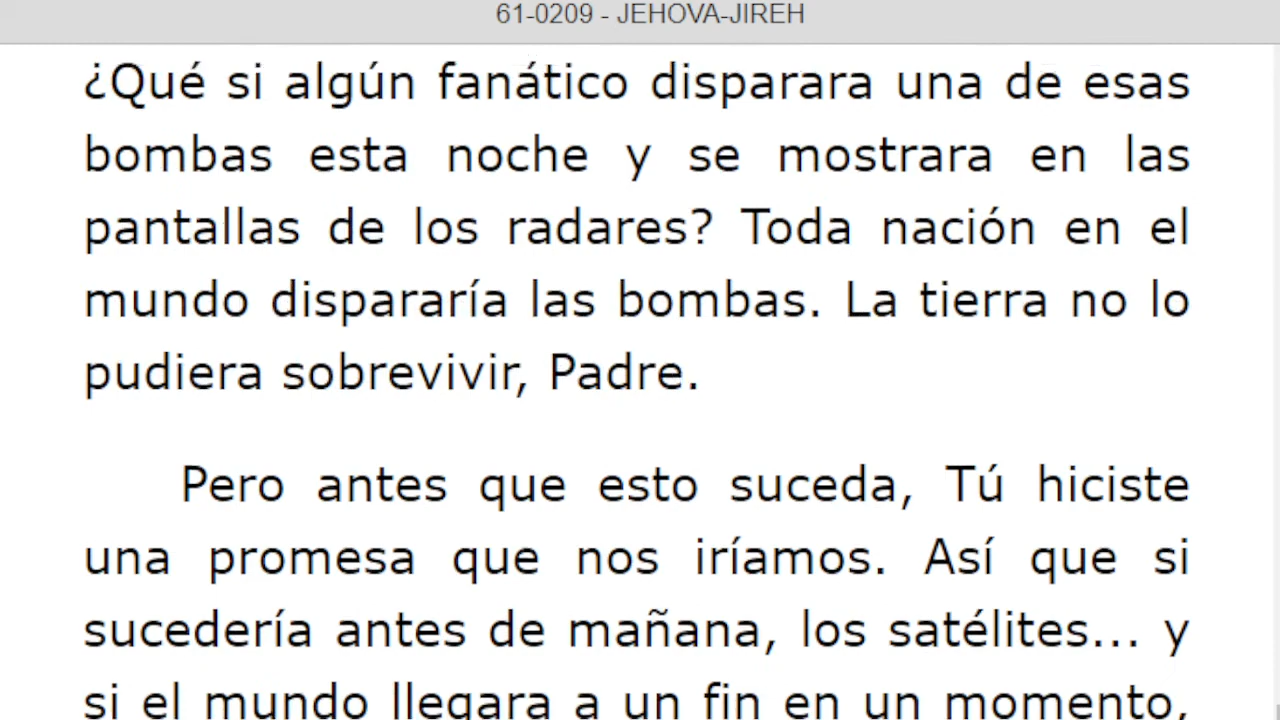 61-0209 - JEHOVA-JIREH
¿Qué si algún fanático disparara una de esas
bombas esta noche y se mostrara en las
pantallas de los radares? Toda nación en el
mundo dispararía las bombas. La tierra no lo
pudiera sobrevivir, Padre.
Pero antes que esto suceda, Tú hiciste
una promesa que nos iríamos. Así que si
sucedería antes de mañana, los satélites... y
si el mundo llegara a un fin en un momento,